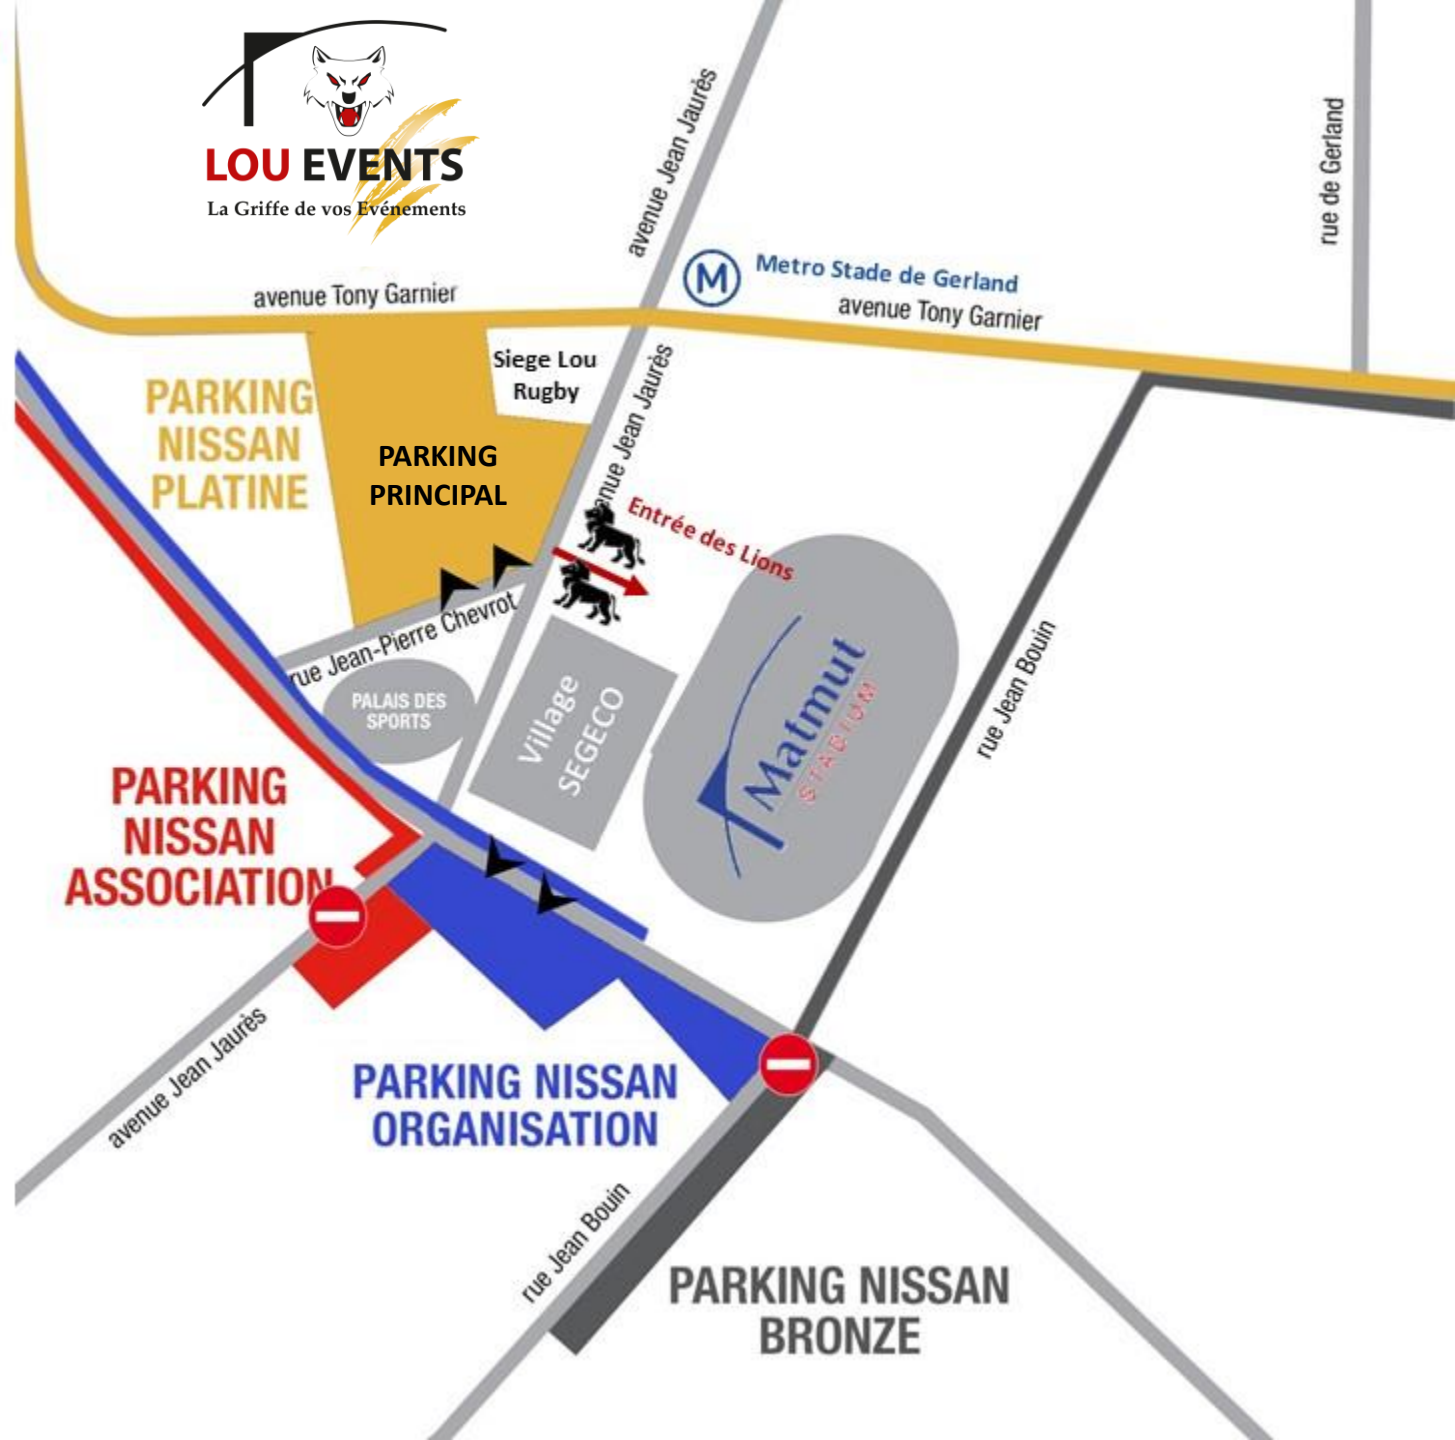 LOU EVENTS
La Griffe de vos Evénements
avenue Jean Jaurès
rue de Gerland
M
Metro Stade de Gerland
avenue Tony Garnier
avenue Tony Garnier
Siege Lou
Rugby
PARKING
NISSAN
PLATINE
PARKING
PRINCIPAL
enue Jean Jaurès
Entrée des Lions
rue Jean-Pierre Chevrot
PALAIS DES
SPORTS
Village
SEGECO
Matmut
STADIUM
rue Jean Bouin
PARKING
NISSAN
ASSOCIATION
avenue Jean Jaurès
PARKING NISSAN
ORGANISATION
rue Jean Bouin
PARKING NISSAN
BRONZE